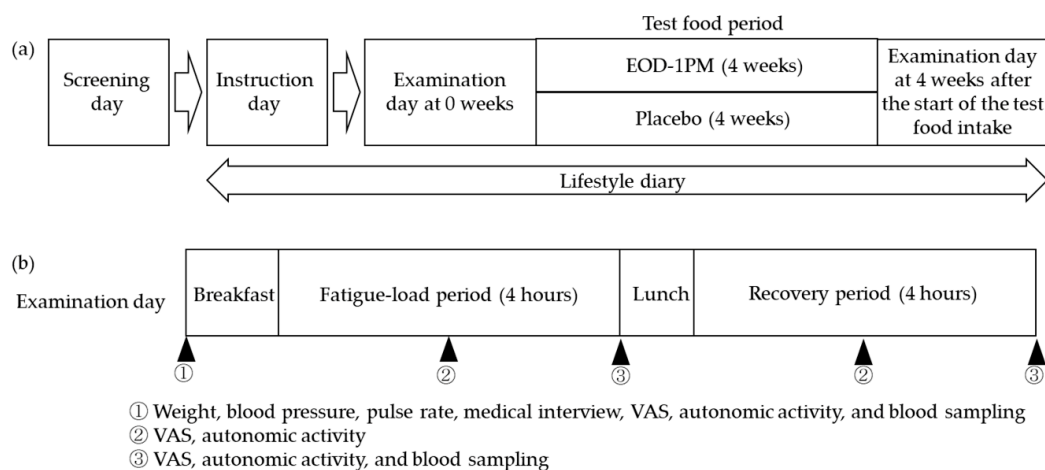 Test food period
(a)
Screening
day
Instruction
day
Examination
day at 0 weeks
EOD-1PM (4 weeks)
Placebo (4 weeks)
Examination day
at 4 weeks after
the start of the test
food intake
Lifestyle diary
(b)
Examination day
Breakfast
Fatigue-load period (4 hours)
Lunch
Recovery period (4 hours)
① ② ③ ② ③
① Weight, blood pressure, pulse rate, medical interview, VAS, autonomic activity, and blood sampling
② VAS, autonomic activity
③ VAS, autonomic activity, and blood sampling